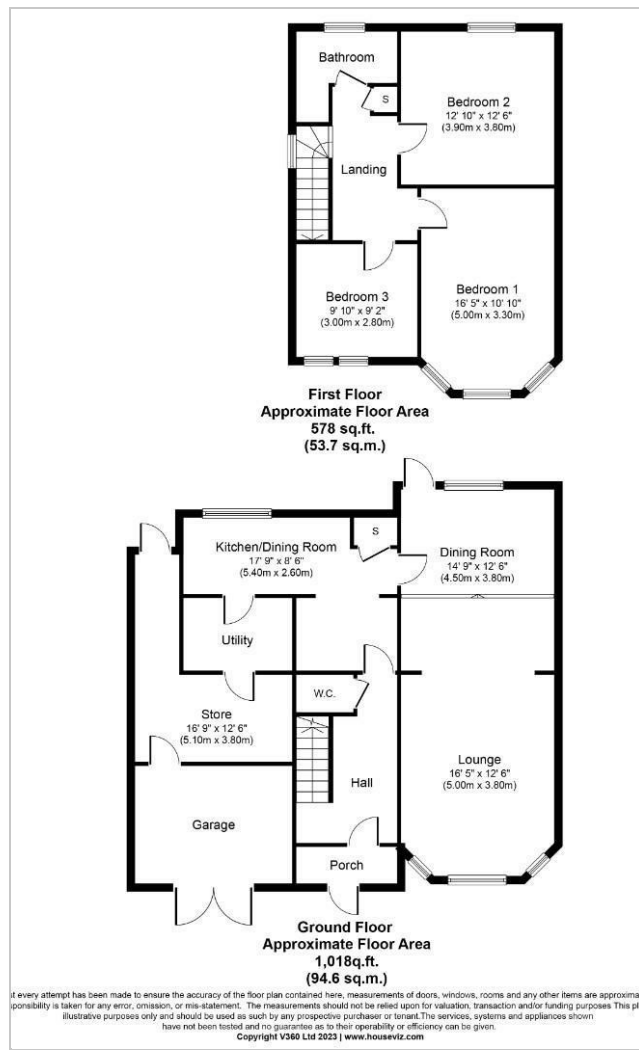 Bathroom
S
Bedroom 2
12' 10" x 12' 6"
(3.90m x 3.80m)
Landing
Bedroom 3
9' 10" x 9' 2"
(3.00m x 2.80m)
Bedroom 1
16' 5" x 10' 10"
(5.00m x 3.30m)
First Floor
Approximate Floor Area
578 sq.ft.
(53.7 sq.m.)
Kitchen/Dining Room
17' 9" x 8' 6"
(5.40m x 2.60m)
S
Dining Room
14' 9" x 12' 6"
(4.50m x 3.80m)
Utility
W.C.
Store
16' 9" x 12' 6"
(5.10m x 3.80m)
Lounge
16' 5" x 12' 6"
(5.00m x 3.80m)
Hall
Garage
Porch
Ground Floor
Approximate Floor Area
1,018q.ft.
(94.6 sq.m.)
every attempt has been made to ensure the accuracy of the floor plan contained here, measurements of doors, windows, rooms and any other items are approxima
ponsibility is taken for any error, omission, or mis-statement. The measurements should not be relied upon for valuation, transaction and/or funding purposes This pl
illustrative purposes only and should be used as such by any prospective purchaser or tenant.The services, systems and appliances shown
have not been tested and no guarantee as to their operability or efficiency can be given.
Copyright V360 Ltd 2023 | www.houseviz.com